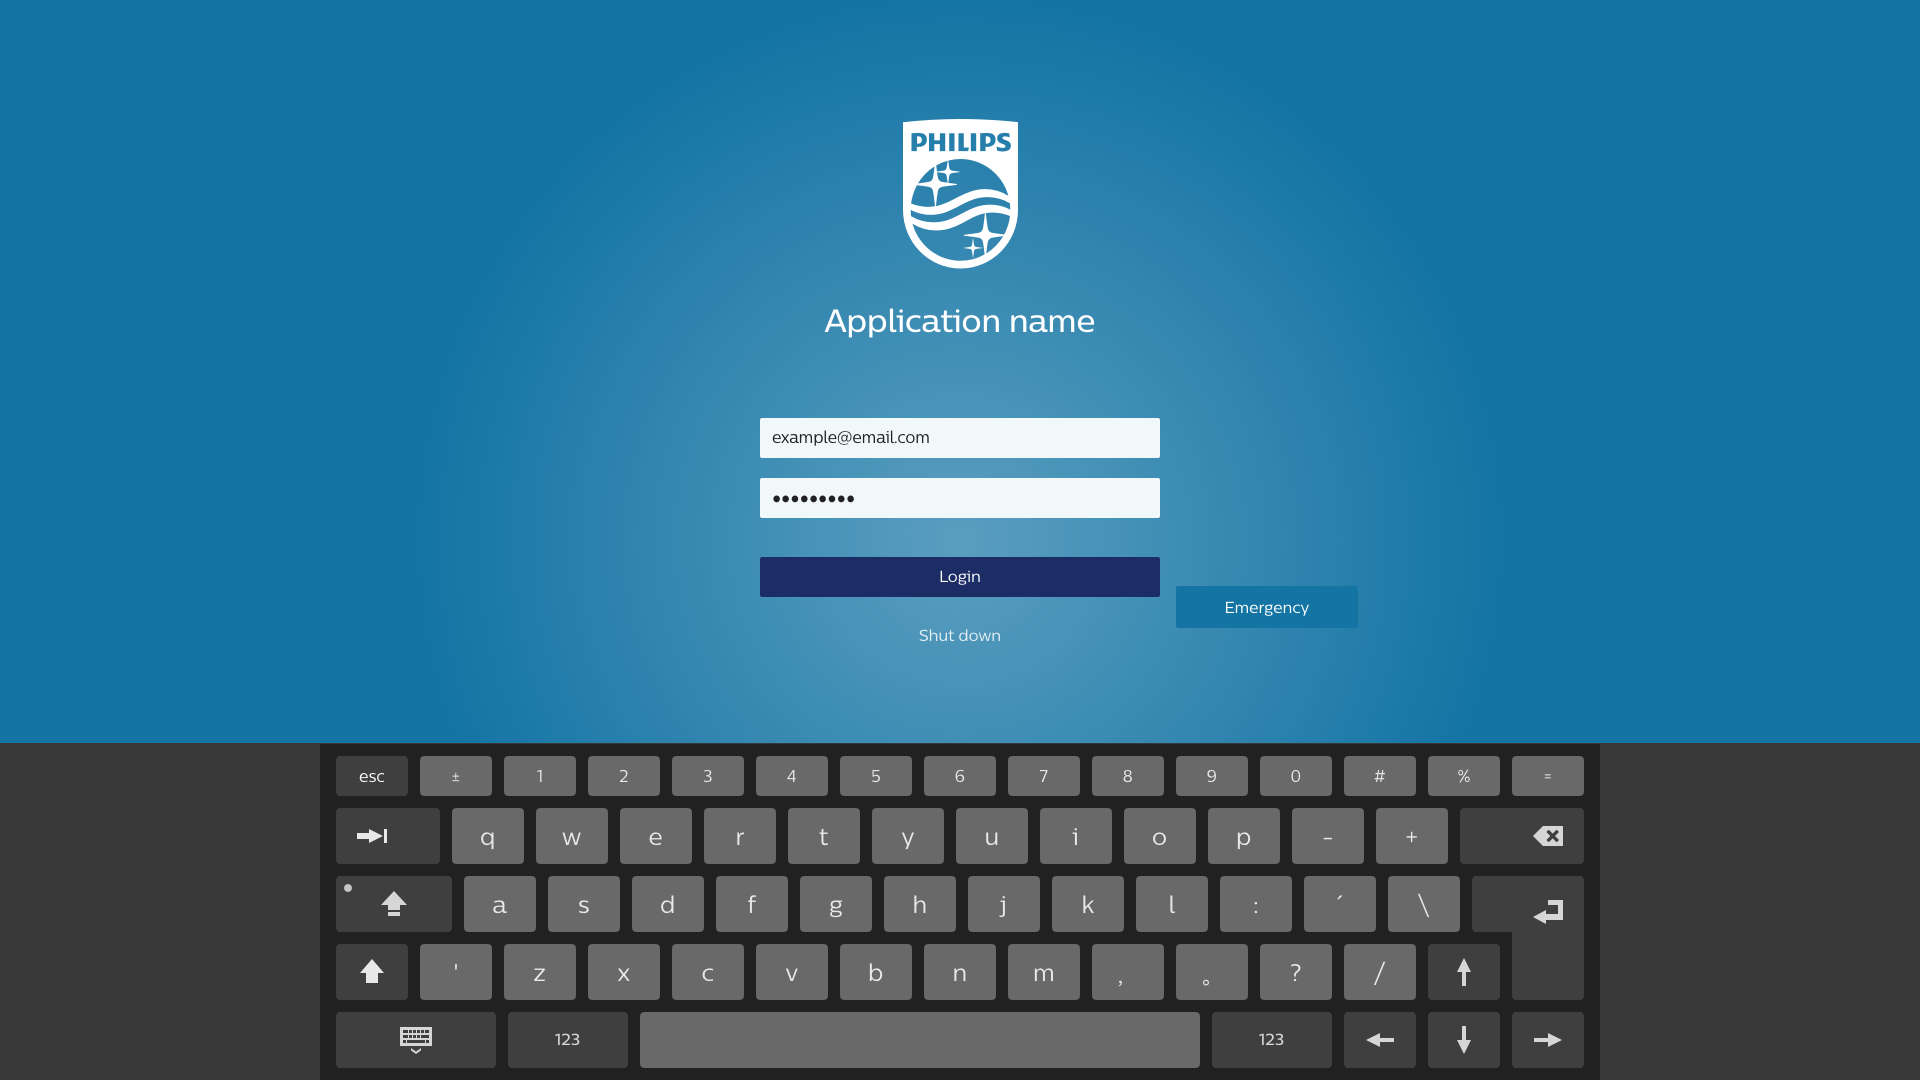 PHILIPS
Application name
example@email.com
•••••••••
Login
Emergency
Shut down
esc ± 1 2 3 4 5 6 7 8 9 0 # % =
q w e r t y u i o p - +
a s d f g h j k l : ´ \
' z x c v b n m , 。 ? /
123 123